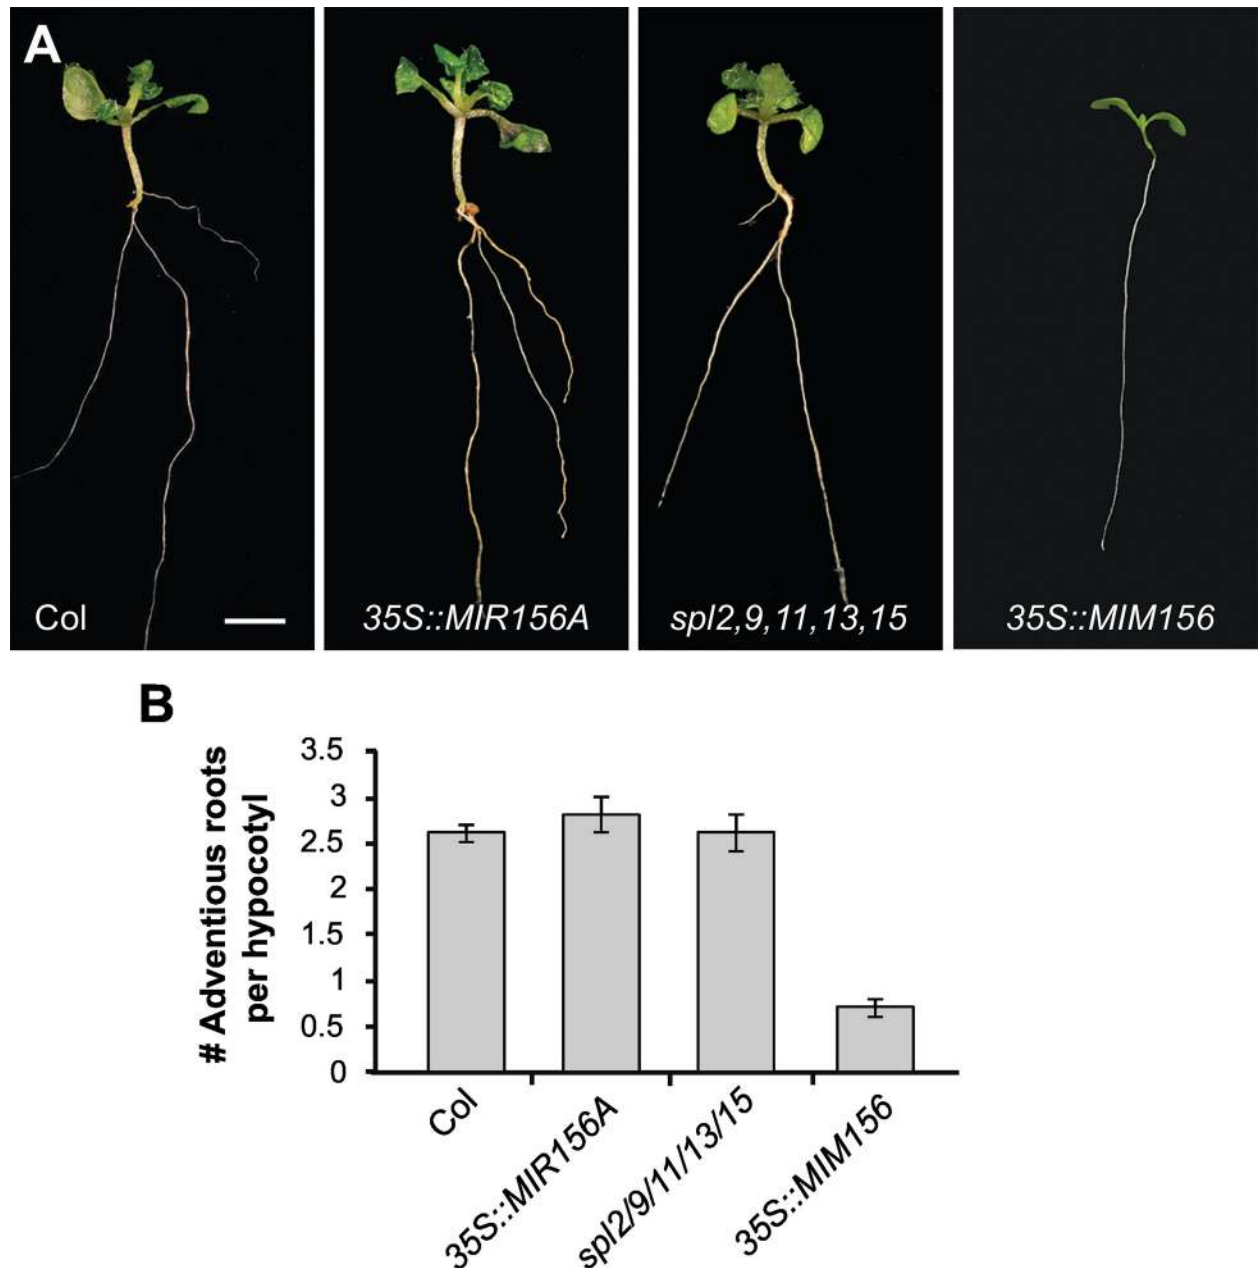 A
Col
35S::MIR156A
spl2,9,11,13,15
35S::MIM156
B
# Adventious roots
per hypocotyl
3.5
3
2.5
2
1.5
1
0.5
0
Col
35S::MIR156A
spl2/9/11/13/15
35S::MIM156